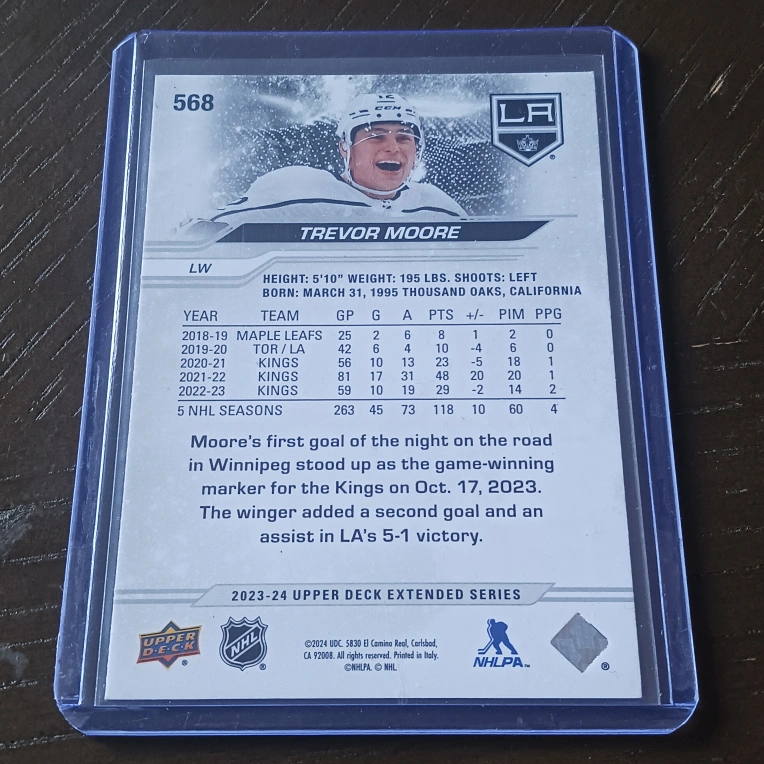 568
CCM
LA
TREVOR MOORE
LW
HEIGHT: 5'10" WEIGHT: 195 LBS. SHOOTS: LEFT
BORN: MARCH 31, 1995 THOUSAND OAKS, CALIFORNIA
YEAR TEAM GP G A PTS +/- PIM PPG
2018-19 MAPLE LEAFS 25 2 6 8 1 2 0
2019-20 TOR / LA 42 6 4 10 -4 6 0
2020-21 KINGS 56 10 13 23 -5 18 1
2021-22 KINGS 81 17 31 48 20 20 1
2022-23 KINGS 59 10 19 29 -2 14 2
5 NHL SEASONS 263 45 73 118 10 60 4
Moore's first goal of the night on the road
in Winnipeg stood up as the game-winning
marker for the Kings on Oct. 17, 2023.
The winger added a second goal and an
assist in LA's 5-1 victory.
2023-24 UPPER DECK EXTENDED SERIES
UPPER
D·E·C·K
®
NHL
®
©2024 UDC. 5830 El Camino Real, Carlsbad,
CA 92008. All rights reserved. Printed in Italy.
©NHLPA. © NHL.
NHLPA™
®